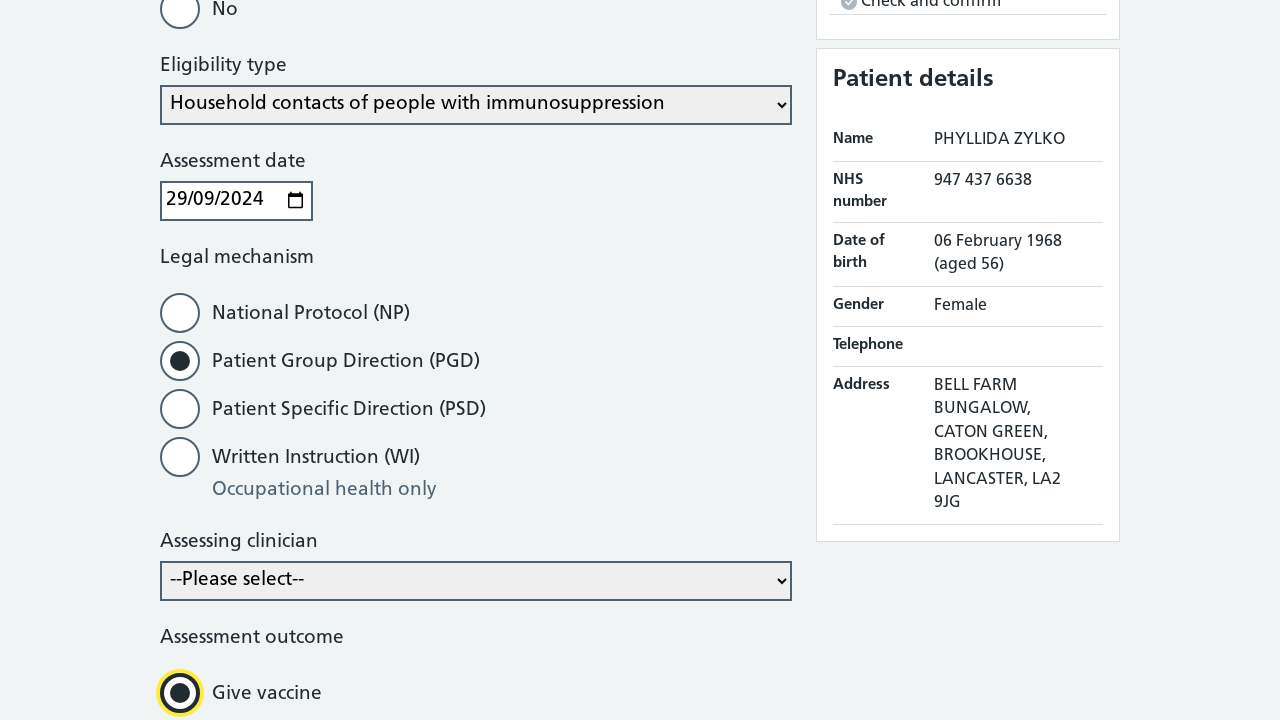 No
Eligibility type
Household contacts of people with immunosuppression
Assessment date
29/09/2024
Legal mechanism
National Protocol (NP)
Patient Group Direction (PGD)
Patient Specific Direction (PSD)
Written Instruction (WI)
Occupational health only
Assessing clinician
--Please select--
Assessment outcome
Give vaccine
Check and confirm
Patient details
Name PHYLLIDA ZYLKO
NHS number 947 437 6638
Date of birth 06 February 1968
(aged 56)
Gender Female
Telephone
Address BELL FARM
BUNGALOW,
CATON GREEN,
BROOKHOUSE,
LANCASTER, LA2
9JG